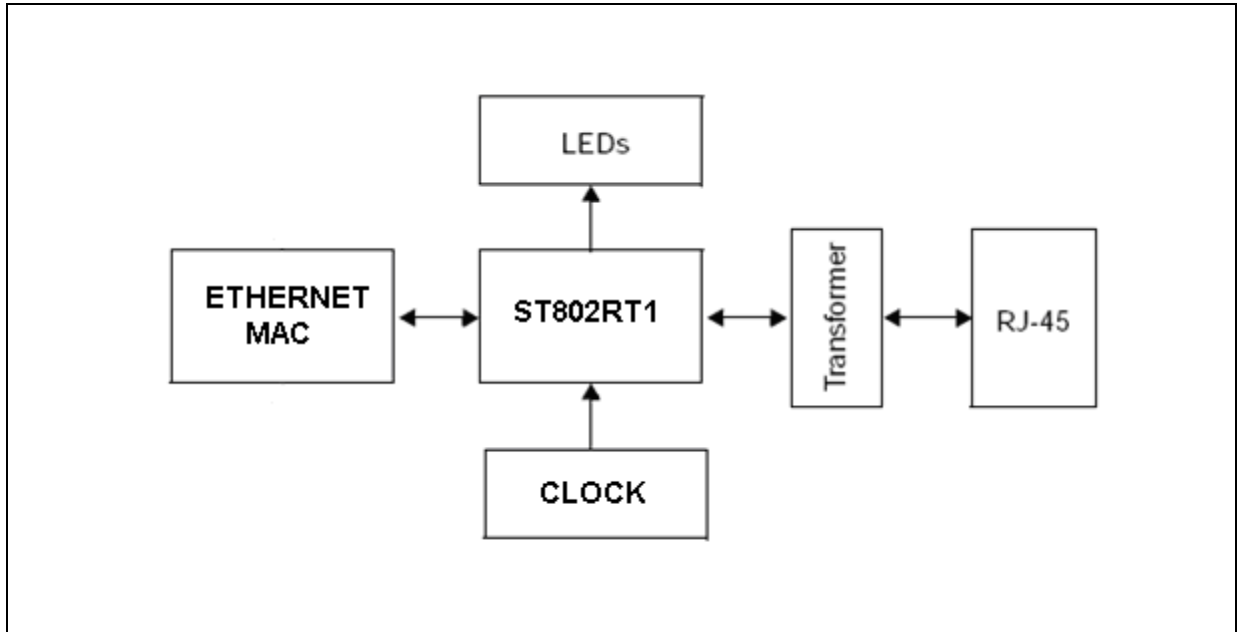 LEDs
ETHERNET
MAC
ST802RT1
Transformer
RJ-45
CLOCK